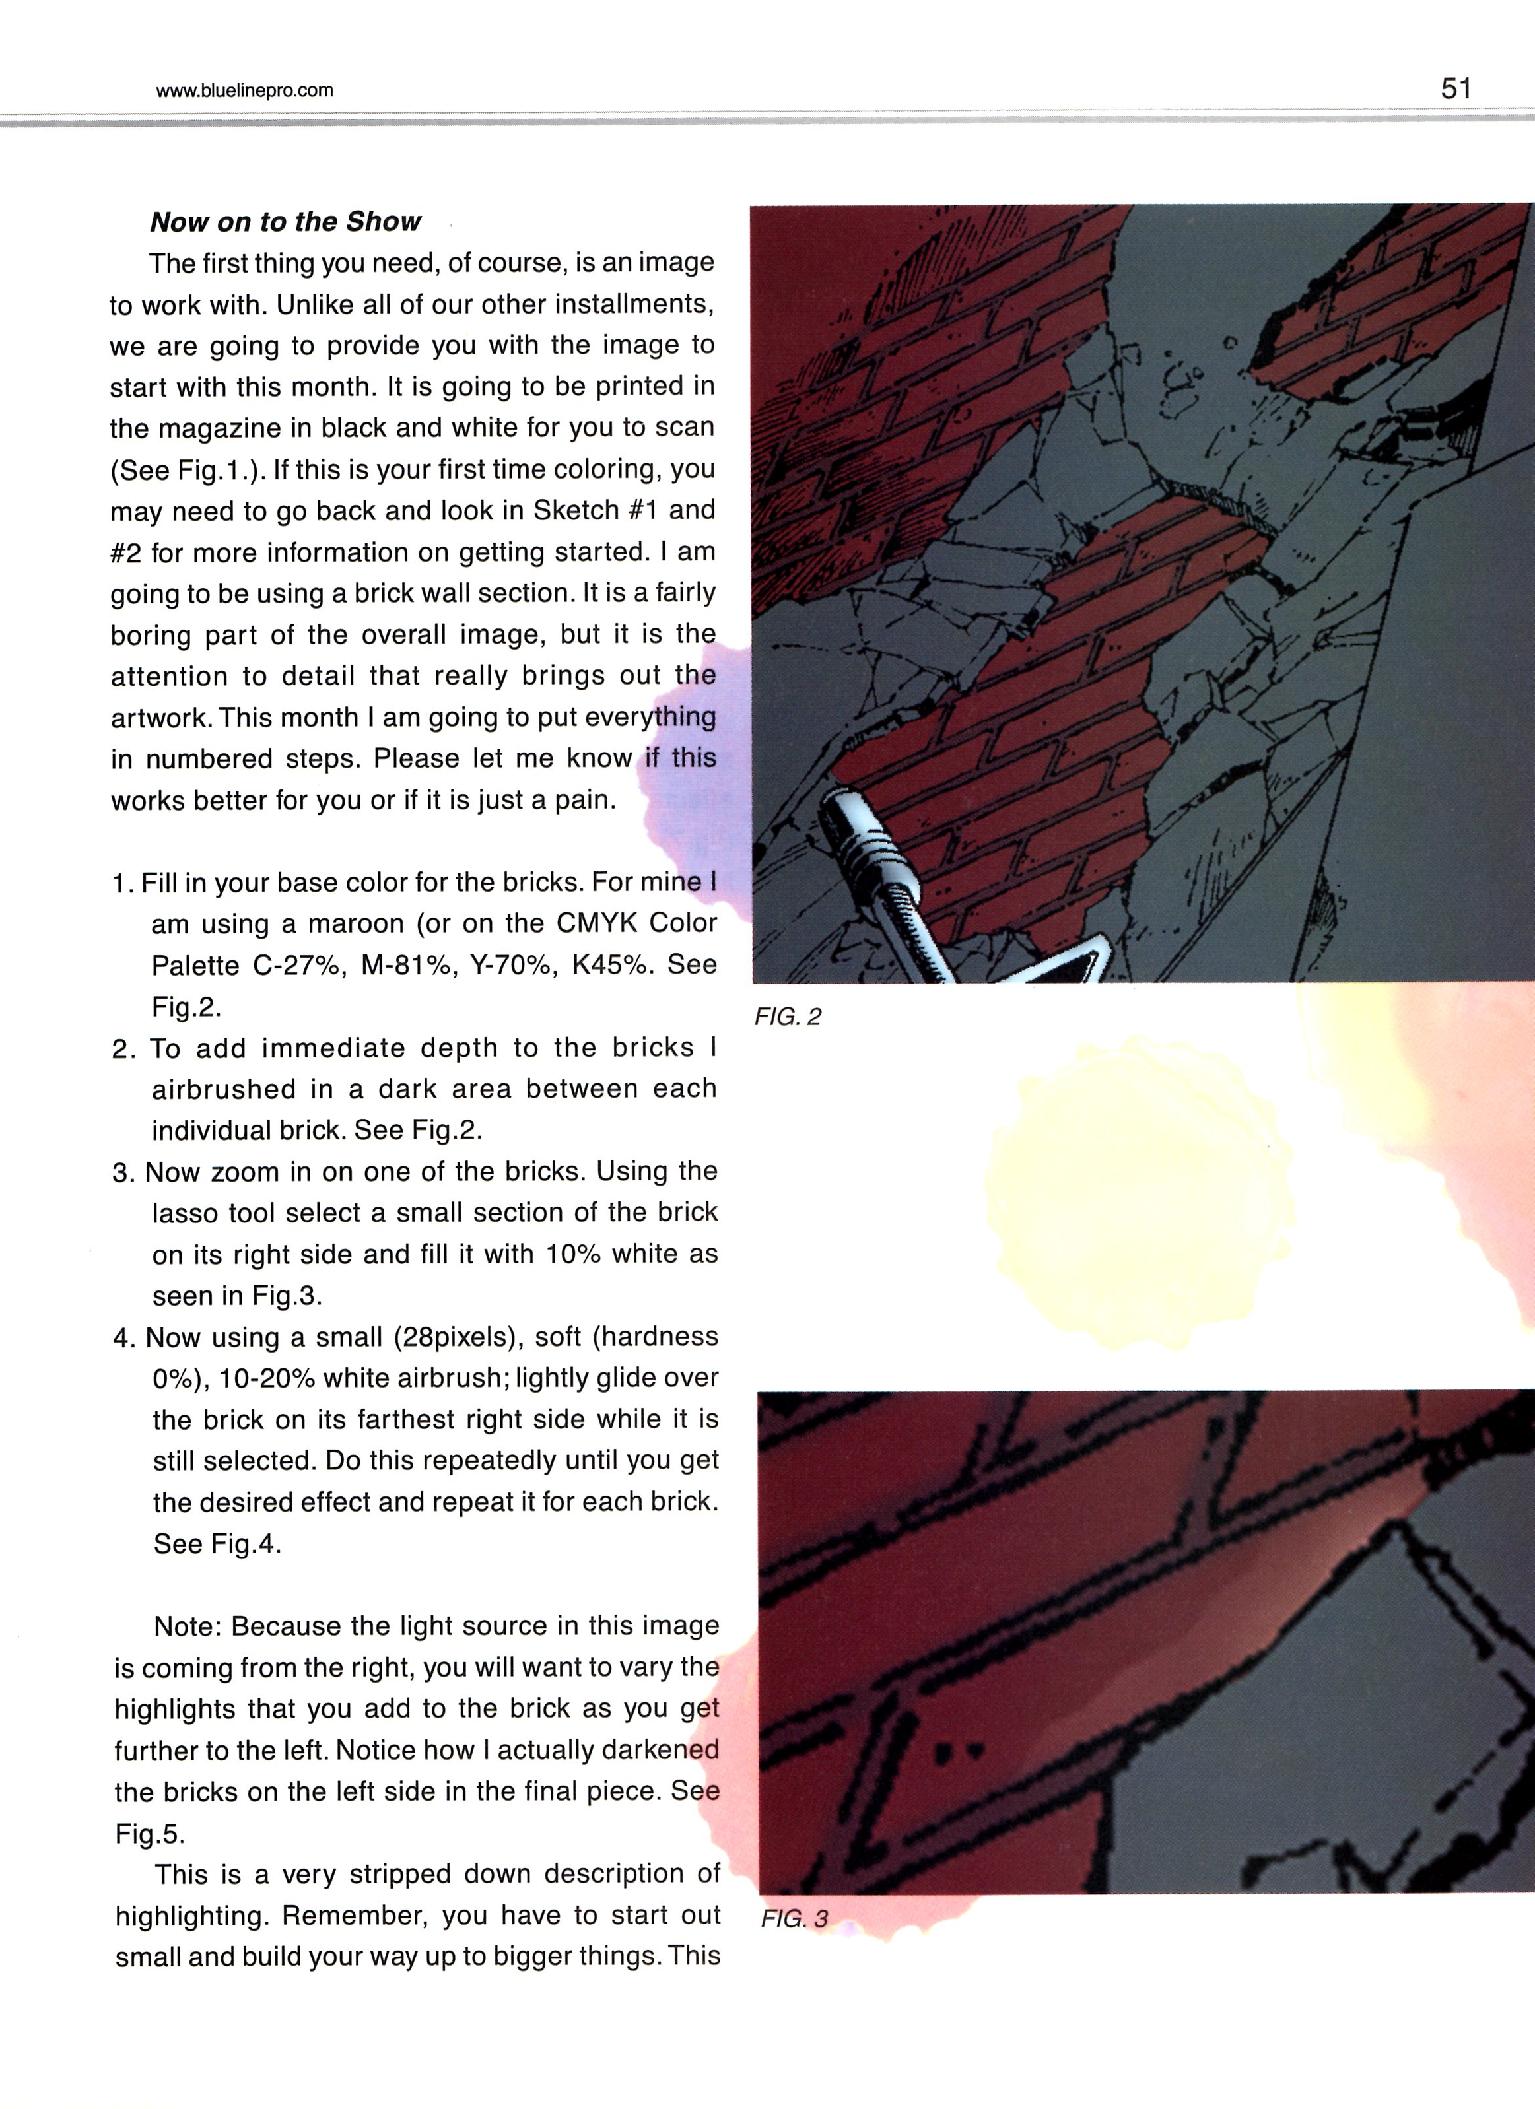 www.bluelinepro.com
51
Now on to the Show
The first thing you need, of course, is an image
to work with. Unlike all of our other installments,
we are going to provide you with the image to
start with this month. It is going to be printed in
the magazine in black and white for you to scan
(See Fig.1.). If this is your first time coloring, you
may need to go back and look in Sketch #1 and
#2 for more information on getting started. I am
going to be using a brick wall section. It is a fairly
boring part of the overall image, but it is the
attention to detail that really brings out the
artwork. This month I am going to put everything
in numbered steps. Please let me know if this
works better for you or if it is just a pain.
1. Fill in your base color for the bricks. For mine I
am using a maroon (or on the CMYK Color
Palette C-27%, M-81%, Y-70%, K45%. See
Fig.2.
2. To add immediate depth to the bricks I
airbrushed in a dark area between each
individual brick. See Fig.2.
3. Now zoom in on one of the bricks. Using the
lasso tool select a small section of the brick
on its right side and fill it with 10% white as
seen in Fig.3.
4. Now using a small (28pixels), soft (hardness
0%), 10-20% white airbrush; lightly glide over
the brick on its farthest right side while it is
still selected. Do this repeatedly until you get
the desired effect and repeat it for each brick.
See Fig.4.
Note: Because the light source in this image
is coming from the right, you will want to vary the
highlights that you add to the brick as you get
further to the left. Notice how I actually darkened
the bricks on the left side in the final piece. See
Fig.5.
This is a very stripped down description of
highlighting. Remember, you have to start out
small and build your way up to bigger things. This
FIG. 2
FIG. 3